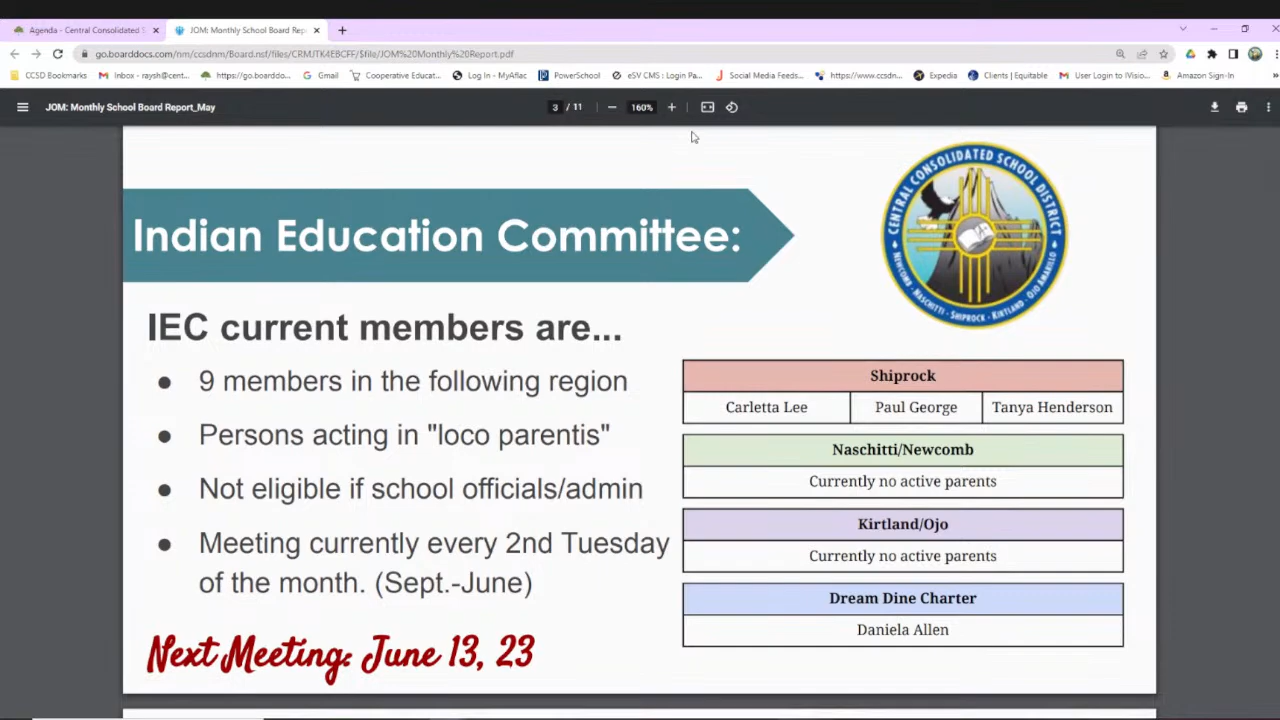 Agenda - Central Consolidated S
JOM: Monthly School Board Rep
go.boarddocs.com/nm/ccsdnm/Board.nsf/files/CRMJTK4EBCFF/$file/JOM%20Monthly%20Report.pdf
CCSD Bookmarks
Inbox - raysh@cent...
https://go.boarddo...
Gmail
Cooperative Educat...
Log In - MyAflac
PowerSchool
eSV CMS : Login Pa...
Social Media Feeds...
https://www.ccsdn...
Expedia
Clients | Equitable
User Login to iVisio...
Amazon Sign-In
JOM: Monthly School Board Report_May
3 / 11
160%
CENTRAL CONSOLIDATED SCHOOL DISTRICT
NEWCOMB - NASCHITTI - SHIPROCK - KIRTLAND - OJO AMARILLO
Indian Education Committee:
IEC current members are...
● 9 members in the following region
● Persons acting in "loco parentis"
● Not eligible if school officials/admin
● Meeting currently every 2nd Tuesday
of the month. (Sept.-June)
Next Meeting: June 13, 23
Shiprock
Carletta Lee Paul George Tanya Henderson
Naschitti/Newcomb
Currently no active parents
Kirtland/Ojo
Currently no active parents
Dream Dine Charter
Daniela Allen